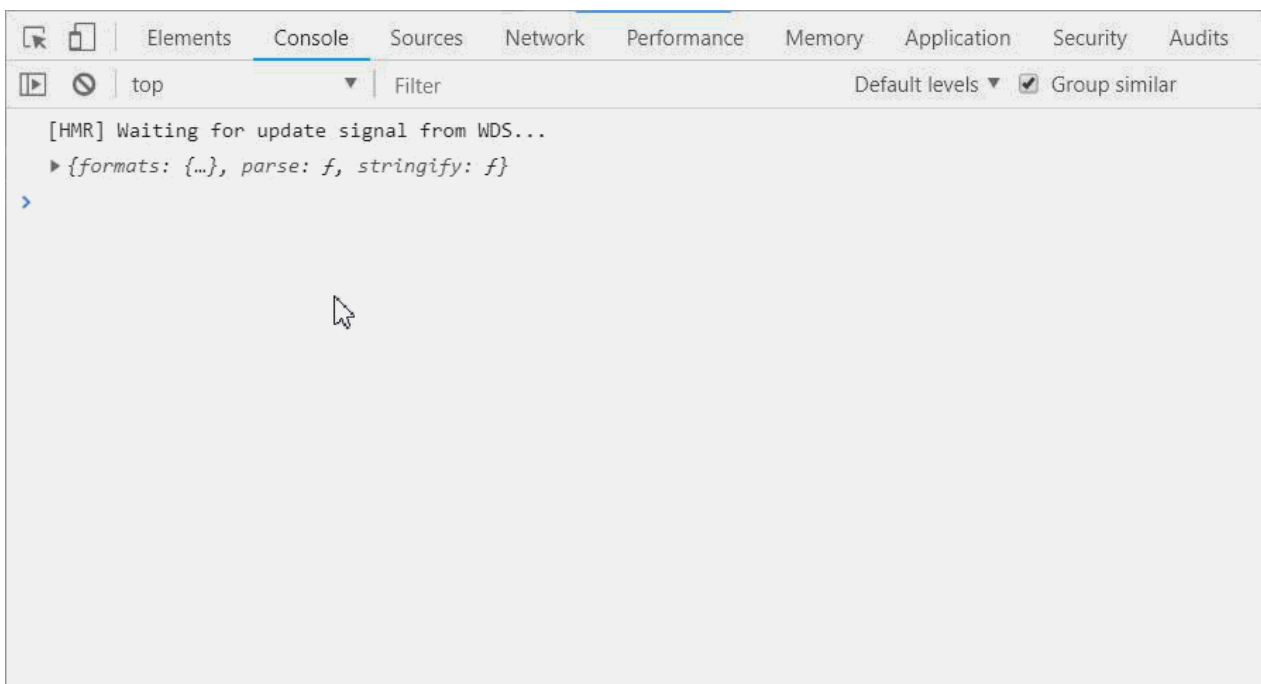 Elements Console Sources Network Performance Memory Application Security Audits
top Filter Default levels Group similar
[HMR] Waiting for update signal from WDS...
{formats: {…}, parse: ƒ, stringify: ƒ}